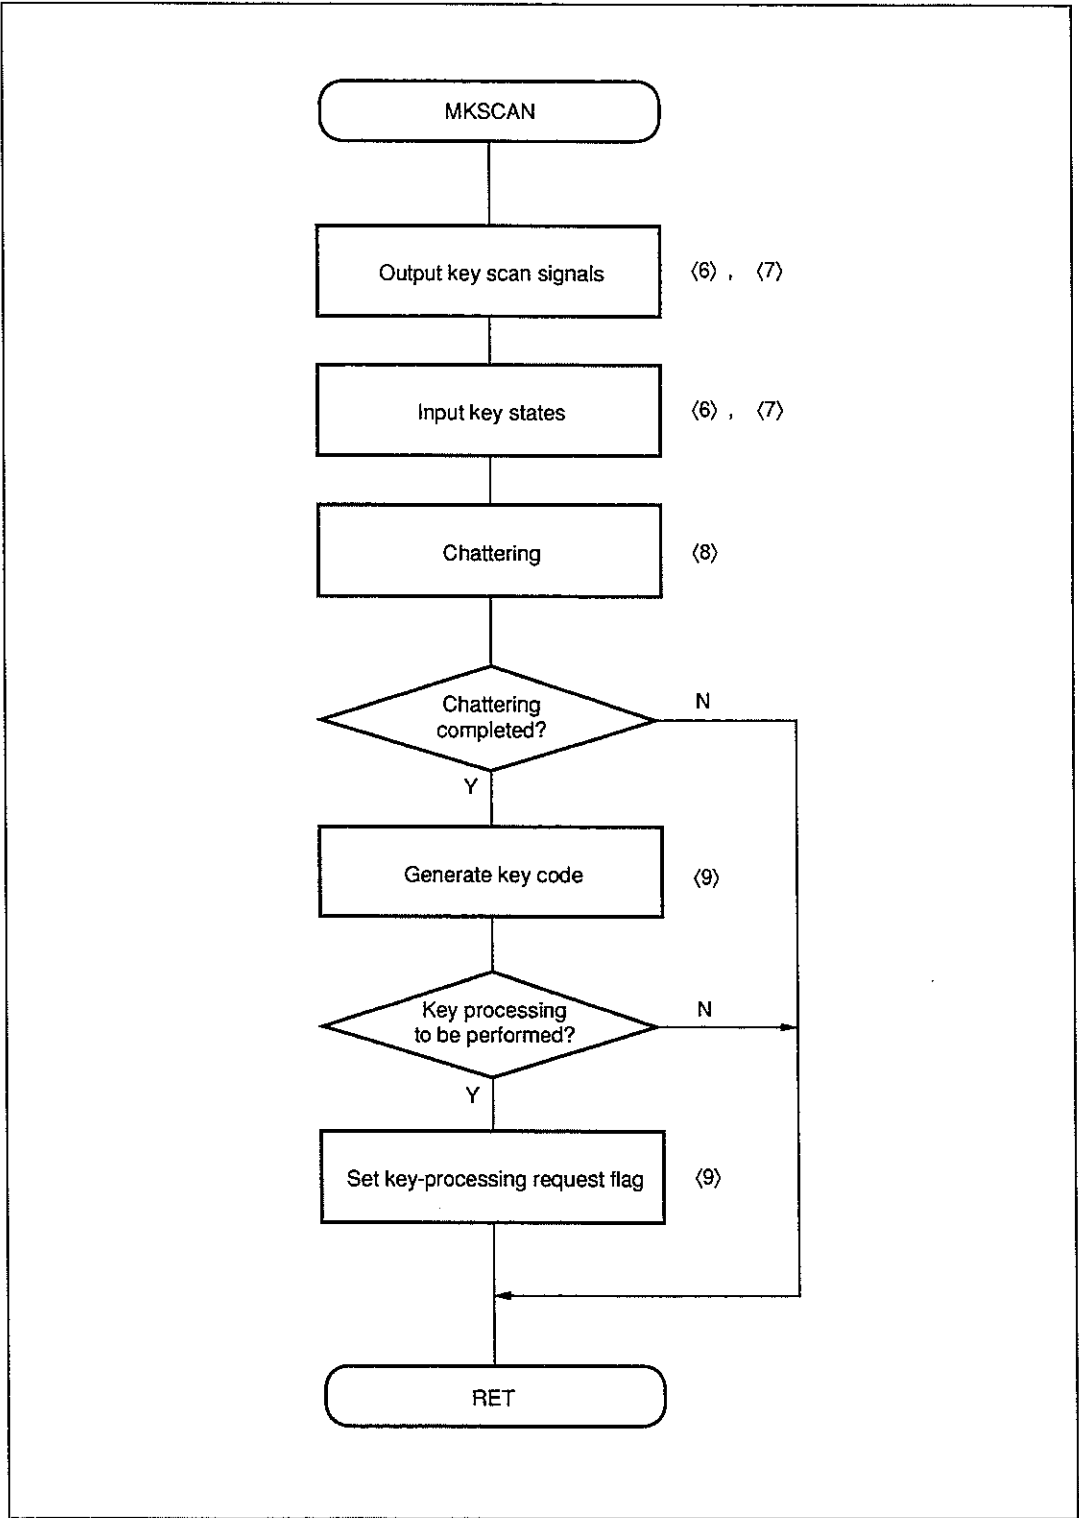 MKSCAN
Output key scan signals 〈6〉 , 〈7〉
Input key states 〈6〉 , 〈7〉
Chattering 〈8〉
Chattering
completed?
N
Y
Generate key code 〈9〉
Key processing
to be performed?
N
Y
Set key-processing request flag 〈9〉
RET